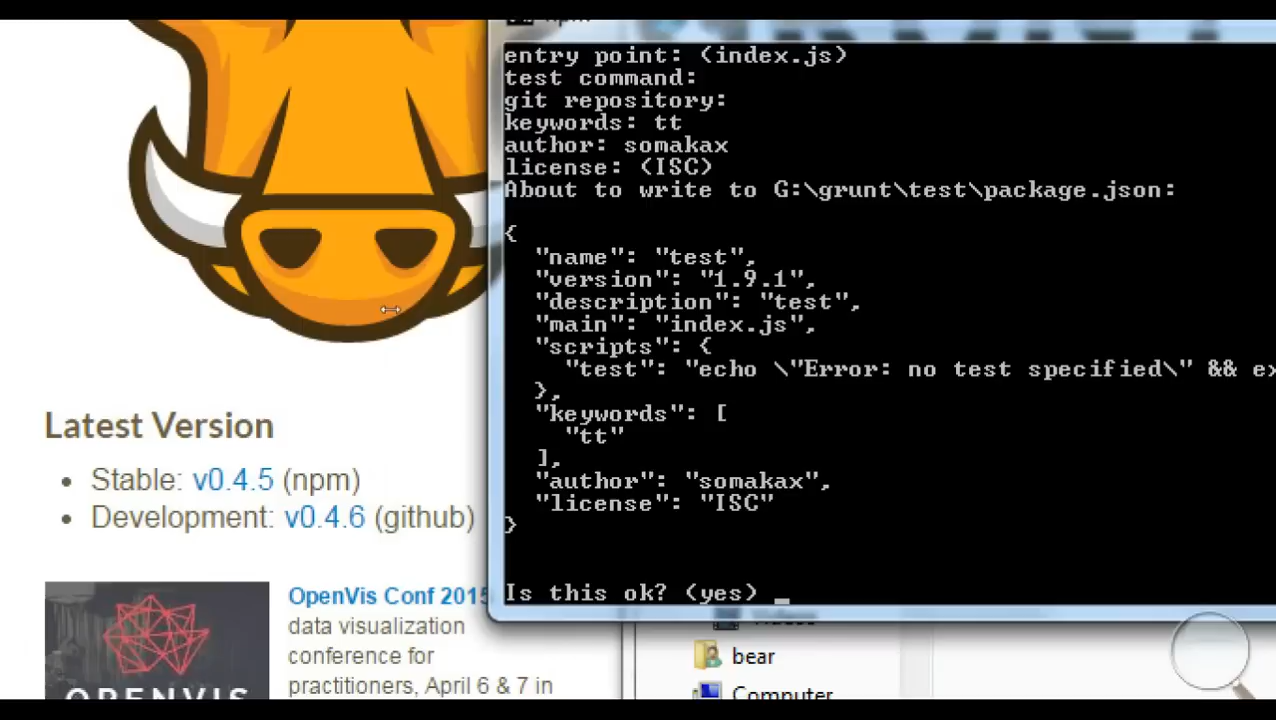 Latest Version
Stable: v0.4.5 (npm)
Development: v0.4.6 (github)
OpenVis Conf 2015
data visualization
conference for
practitioners, April 6 & 7 in
OPENVIS
entry point: (index.js)
test command:
git repository:
keywords: tt
author: somakax
license: (ISC)
About to write to G:\grunt\test\package.json:
{
"name": "test",
"version": "1.9.1",
"description": "test",
"main": "index.js",
"scripts": {
"test": "echo \"Error: no test specified\" && ex
},
"keywords": [
"tt"
],
"author": "somakax",
"license": "ISC"
}
Is this ok? (yes) _
Videos
bear
Computer